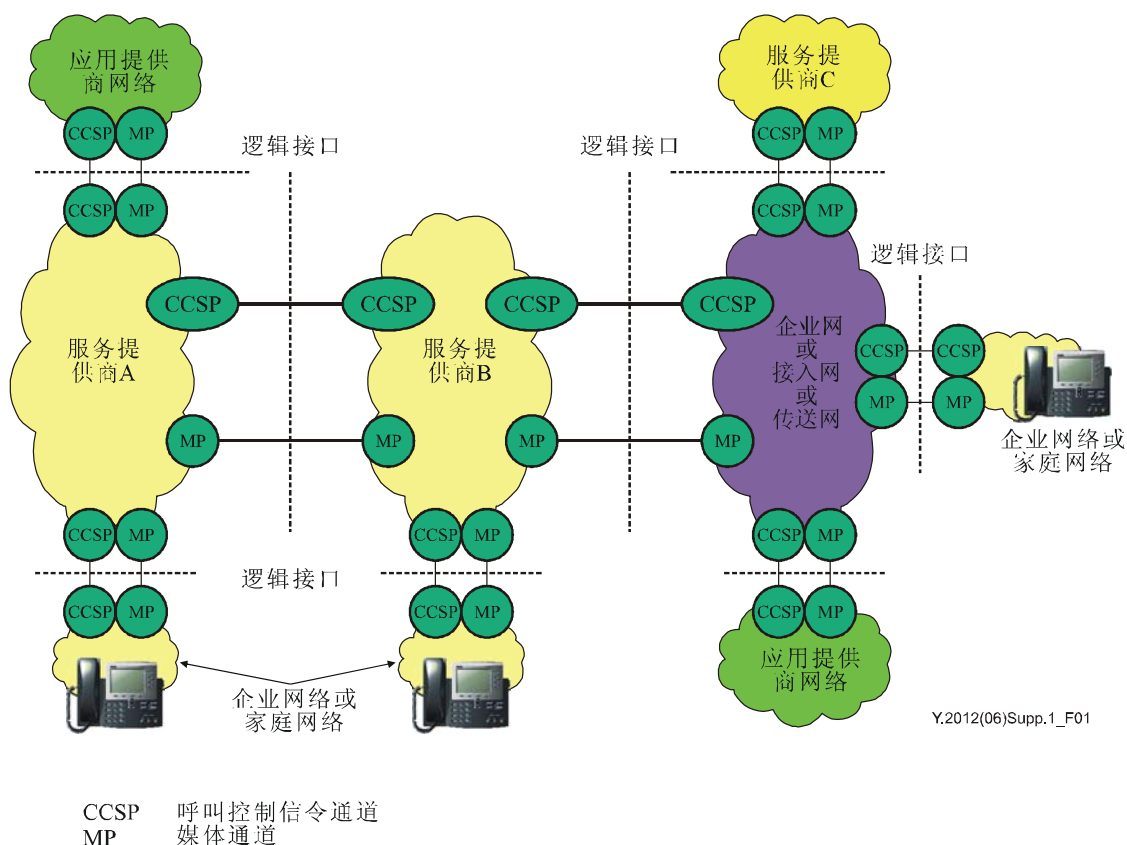 应用提供
商网络
服务提
供商C
CCSP MP
CCSP MP
逻辑接口
逻辑接口
CCSP MP
CCSP MP
逻辑接口
CCSP
CCSP
CCSP
CCSP
服务提
供商A
服务提
供商B
企业网
或
接入网
或
传送网
CCSP
CCSP
MP
MP
企业网络或
家庭网络
MP
MP
MP
MP
CCSP MP
CCSP MP
CCSP MP
逻辑接口
CCSP MP
CCSP MP
CCSP MP
企业网络或
家庭网络
应用提供
商网络
Y.2012(06)Supp.1_F01
CCSP 呼叫控制信令通道
MP 媒体通道